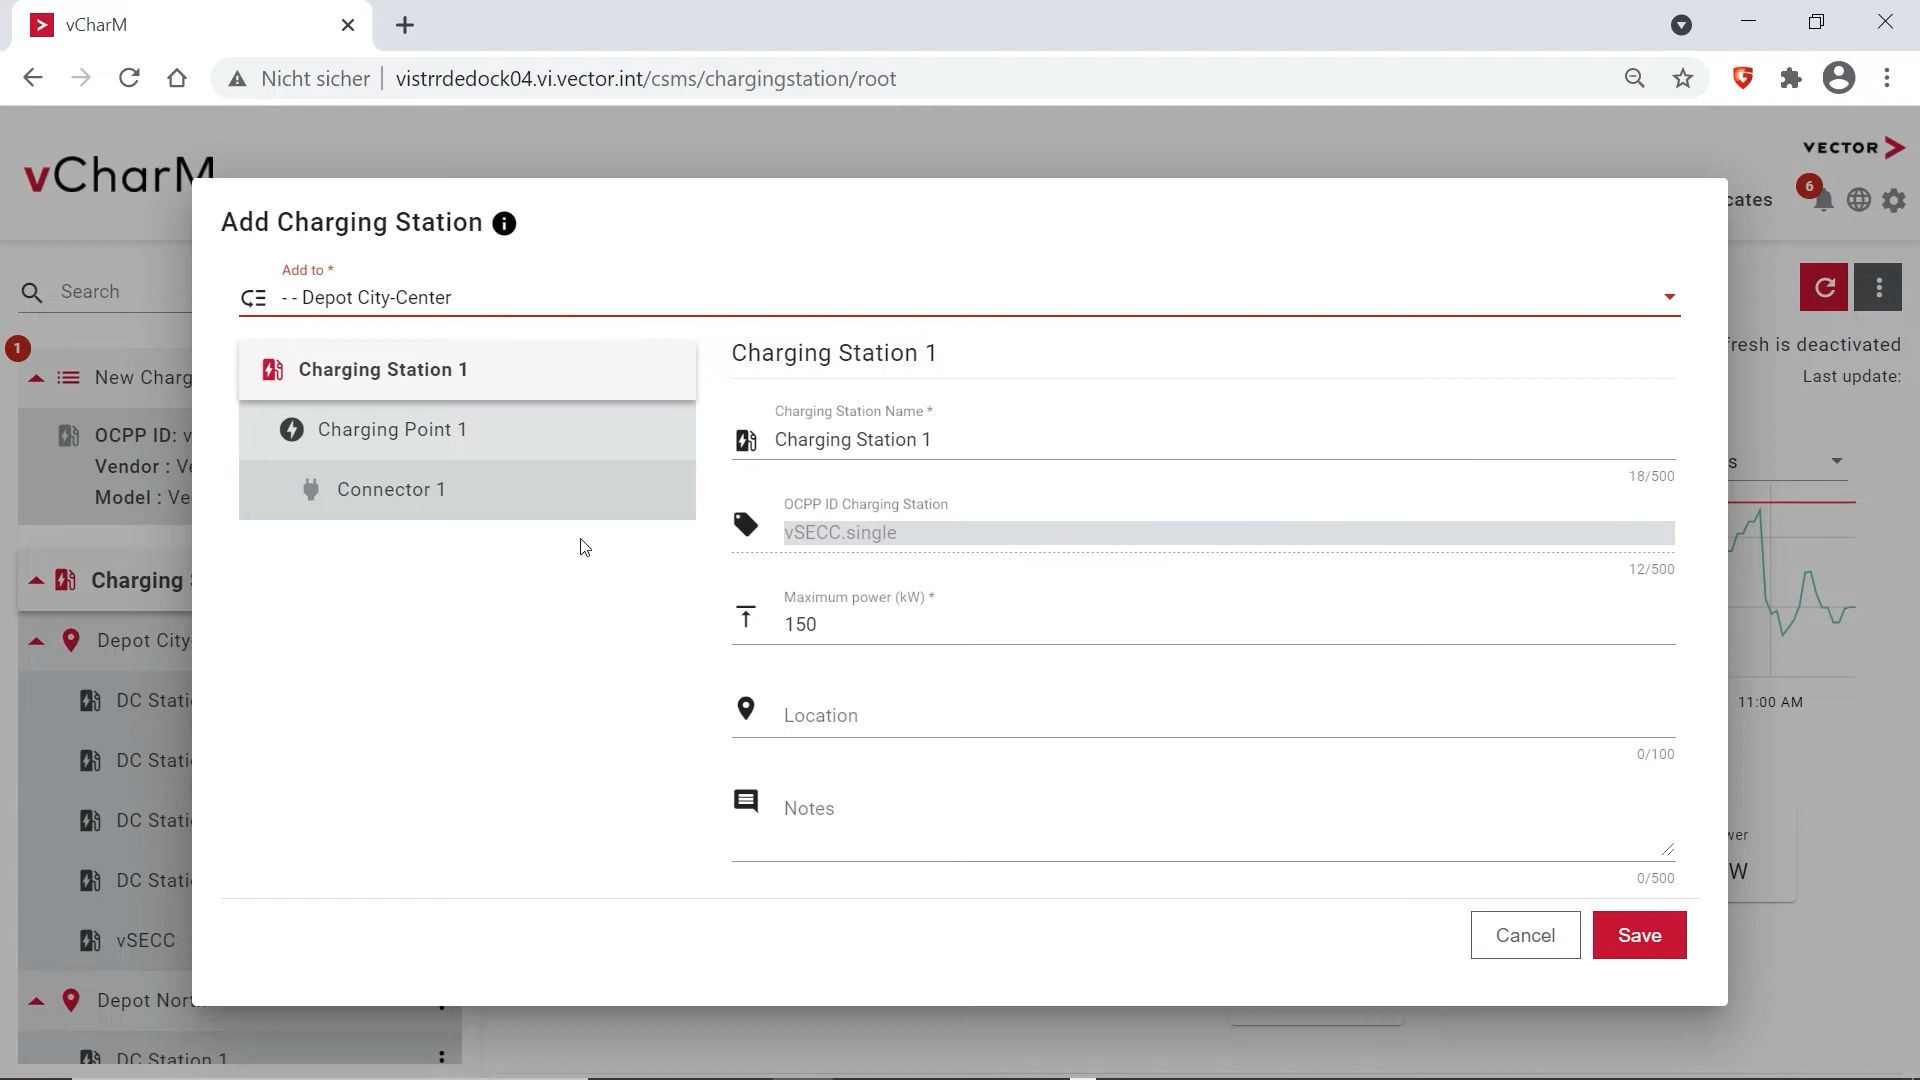 vCharM
Nicht sicher
vistrrdedock04.vi.vector.int/csms/chargingstation/root
VECTOR
vCharM
6
cates
Search
1
New Charg
OCPP ID: v
Vendor : Ve
Model : Ve
Charging S
Depot City-
DC Stati
DC Stati
DC Stati
DC Stati
vSECC
Depot Nort
DC Station 1
Add Charging Station
Add to *
- - Depot City-Center
Charging Station 1
Charging Point 1
Connector 1
Charging Station 1
Charging Station Name *
Charging Station 1
18/500
OCPP ID Charging Station
vSECC.single
12/500
Maximum power (kW) *
150
Location
0/100
Notes
0/500
Cancel
Save
fresh is deactivated
Last update:
s
11:00 AM
wer
W